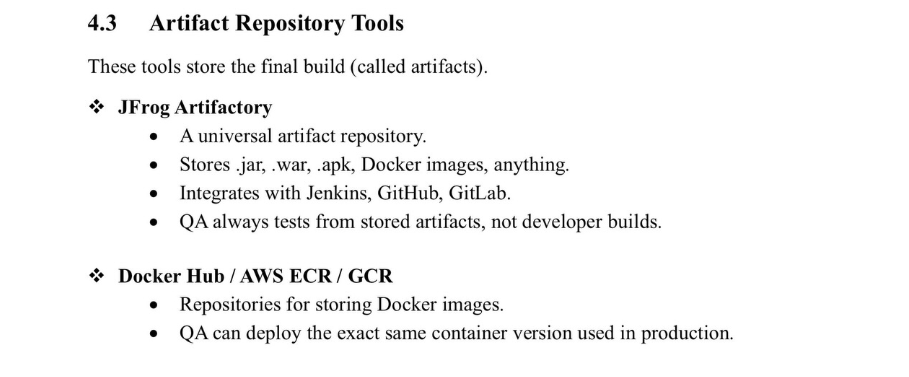 4.3 Artifact Repository Tools
These tools store the final build (called artifacts).
❖ JFrog Artifactory
• A universal artifact repository.
• Stores .jar, .war, .apk, Docker images, anything.
• Integrates with Jenkins, GitHub, GitLab.
• QA always tests from stored artifacts, not developer builds.
❖ Docker Hub / AWS ECR / GCR
• Repositories for storing Docker images.
• QA can deploy the exact same container version used in production.